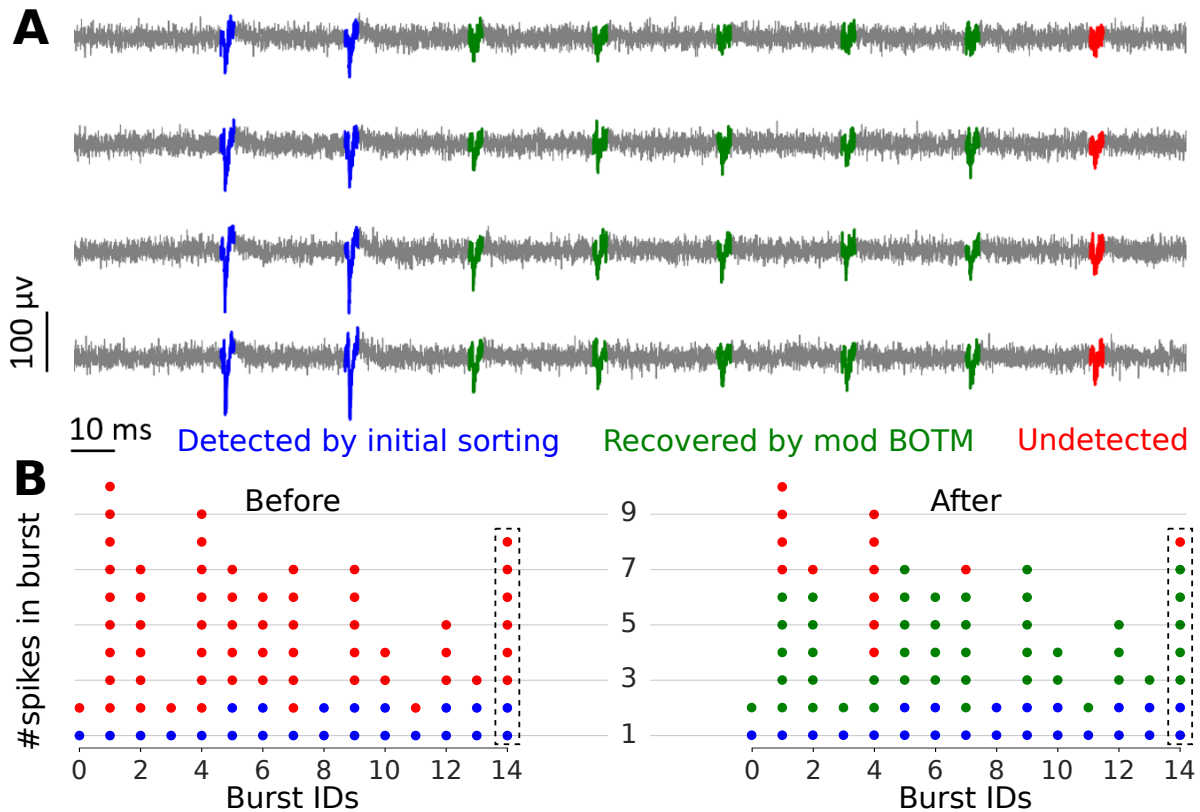 A
100 µv
10 ms
Detected by initial sorting
Recovered by mod BOTM
Undetected
B
Before
After
#spikes in burst
9
7
5
3
1
0 2 4 6 8 10 12 14
0 2 4 6 8 10 12 14
Burst IDs
Burst IDs